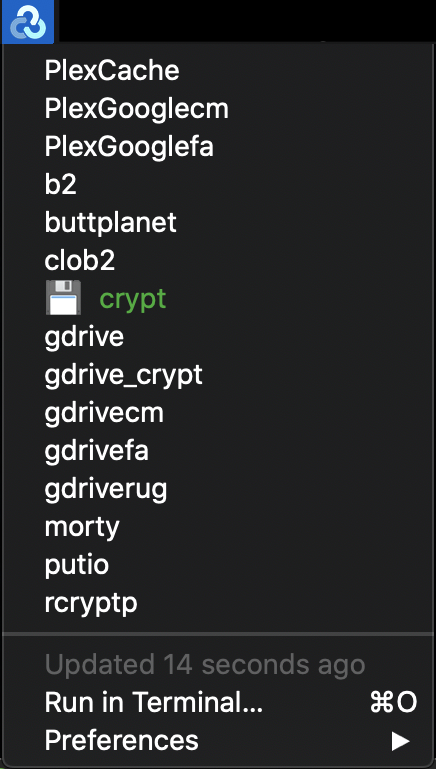 PlexCache
PlexGooglecm
PlexGooglefa
b2
buttplanet
clob2
crypt
gdrive
gdrive_crypt
gdrivecm
gdrivefa
gdriverug
morty
putio
rcryptp
Updated 14 seconds ago
Run in Terminal... ⌘O
Preferences